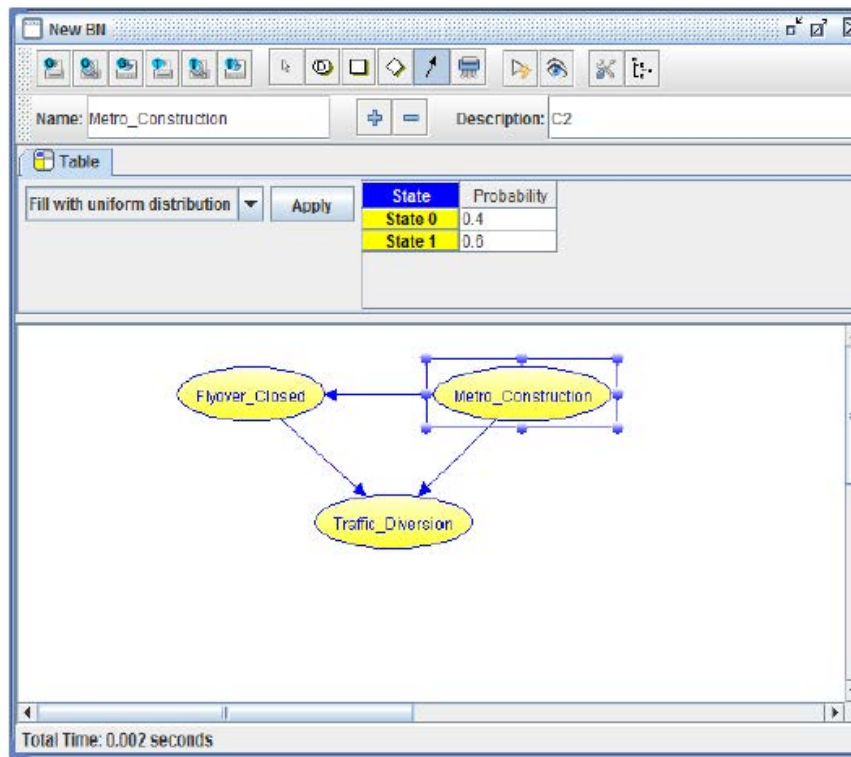 New BN
Name: Metro_Construction Description: C2
Table
Fill with uniform distribution Apply
State Probability
State 0 0.4
State 1 0.6
Flyover_Closed Metro_Construction
Traffic_Diversion
Total Time: 0.002 seconds